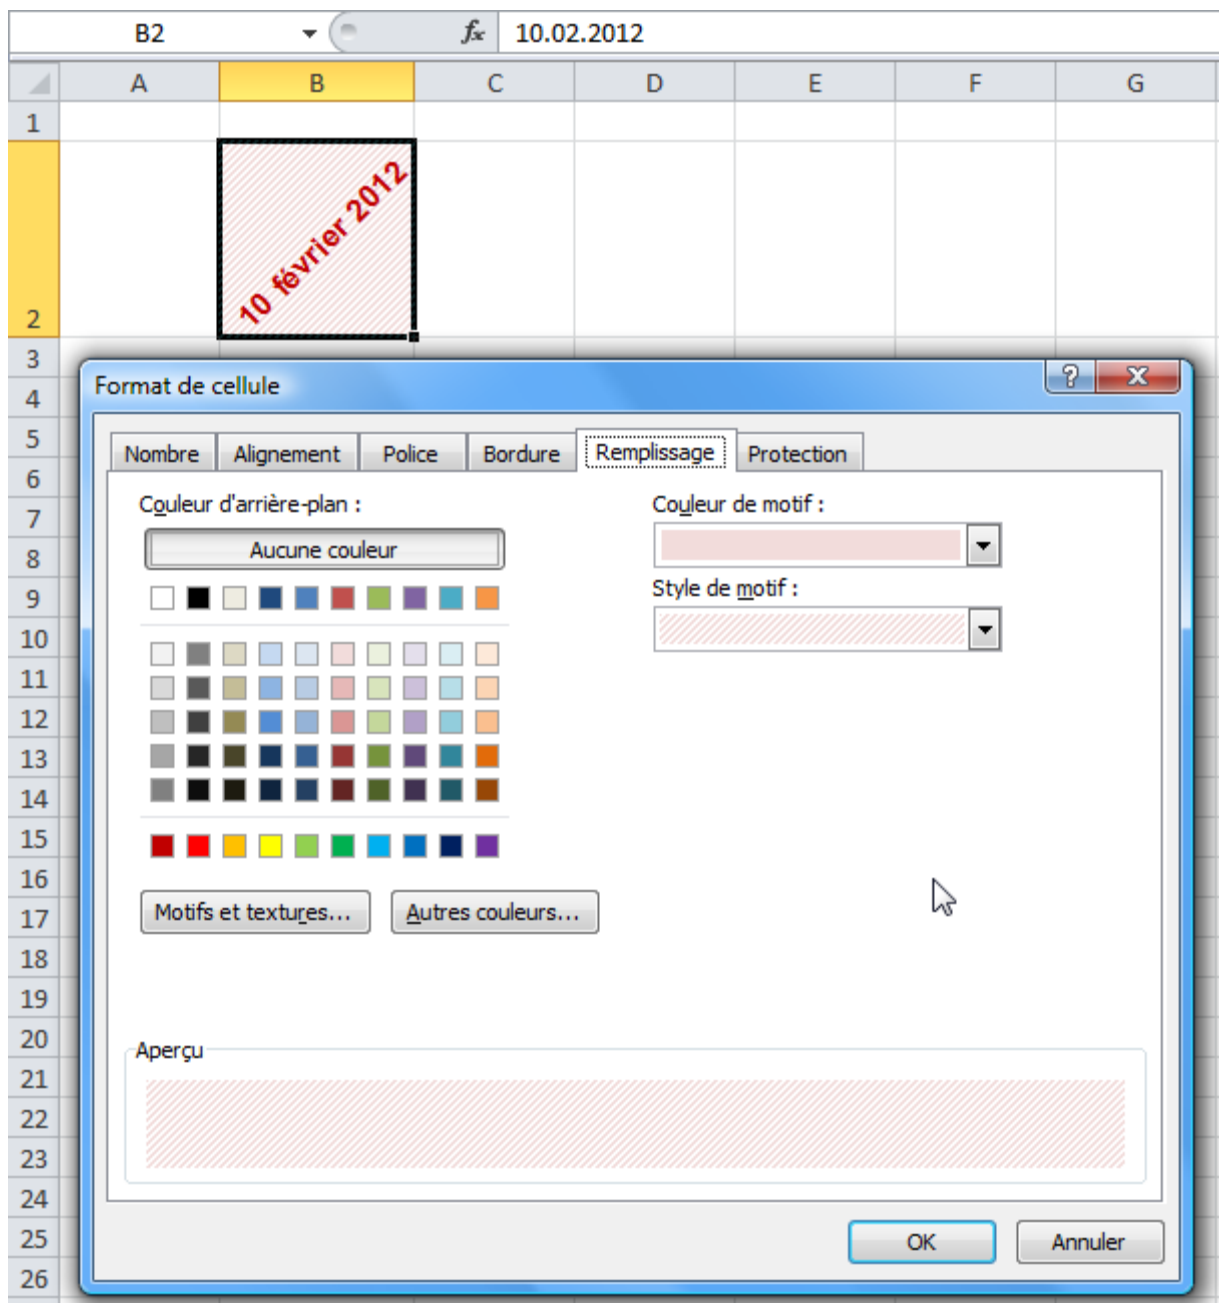 B2 fx 10.02.2012
A B C D E F G
1
10 février 2012
2
3
Format de cellule ? X
4
5
Nombre Alignement Police Bordure Remplissage Protection
6
Couleur d'arrière-plan : Couleur de motif :
7
Aucune couleur
8
Style de motif :
9
10
11
12
13
14
15
16
Motifs et textures... Autres couleurs...
17
18
19
20
Aperçu
21
22
23
24
OK Annuler
25
26